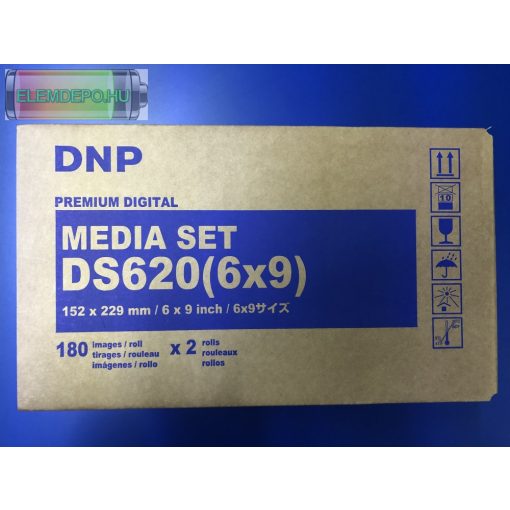 ELEMDEPO.HU
DNP
PREMIUM DIGITAL
MEDIA SET
DS620(6x9)
152 x 229 mm / 6 x 9 inch / 6x9サイズ
180 images / roll x 2 rolls
tirages / rouleau rouleaux
imágenes / rollo rollos
10